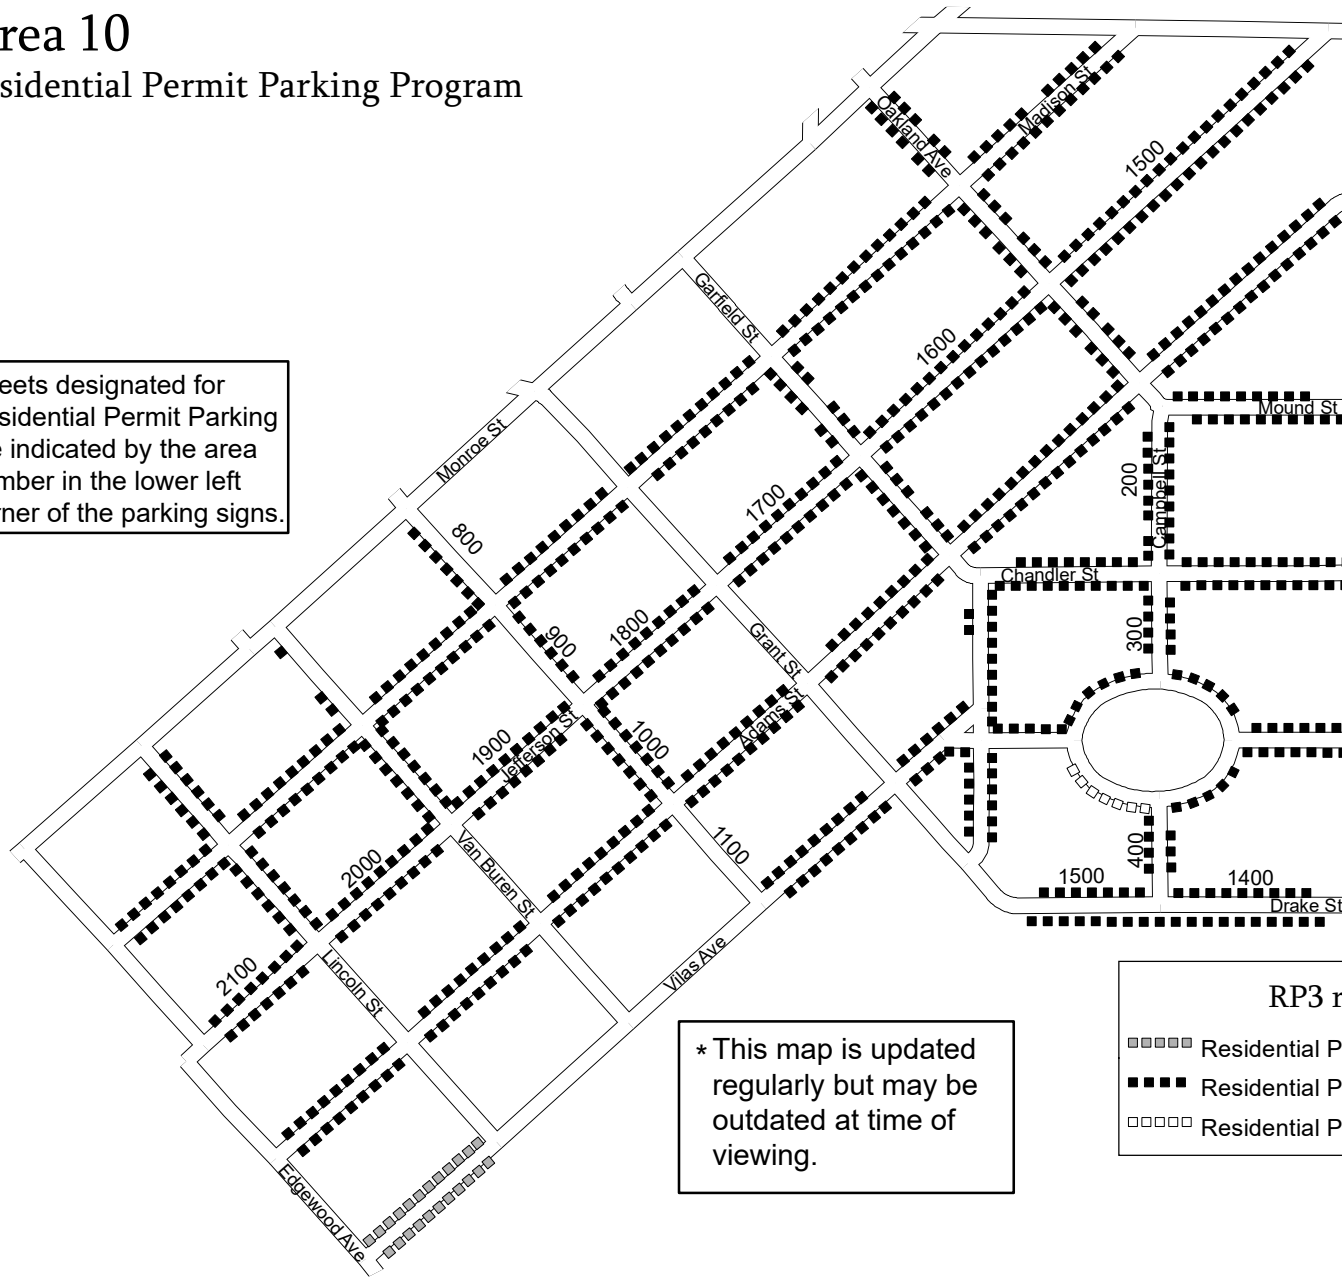 rea 10
sidential Permit Parking Program
eets designated for
sidential Permit Parking
e indicated by the area
mber in the lower left
rner of the parking signs.
Oakland Ave
Madison St
1500
Garfield St
1600
Monroe St
Mound St
800
1700
200
Campbell St
Chandler St
900
1800
Grant St
300
1000
Adams St
1900
Jefferson St
2000
Van Buren St
1100
400
1500
1400
Drake St
2100
Lincoln St
Vilas Ave
Edgewood Ave
* This map is updated
regularly but may be
outdated at time of
viewing.
RP3 r
Residential P
Residential P
Residential P